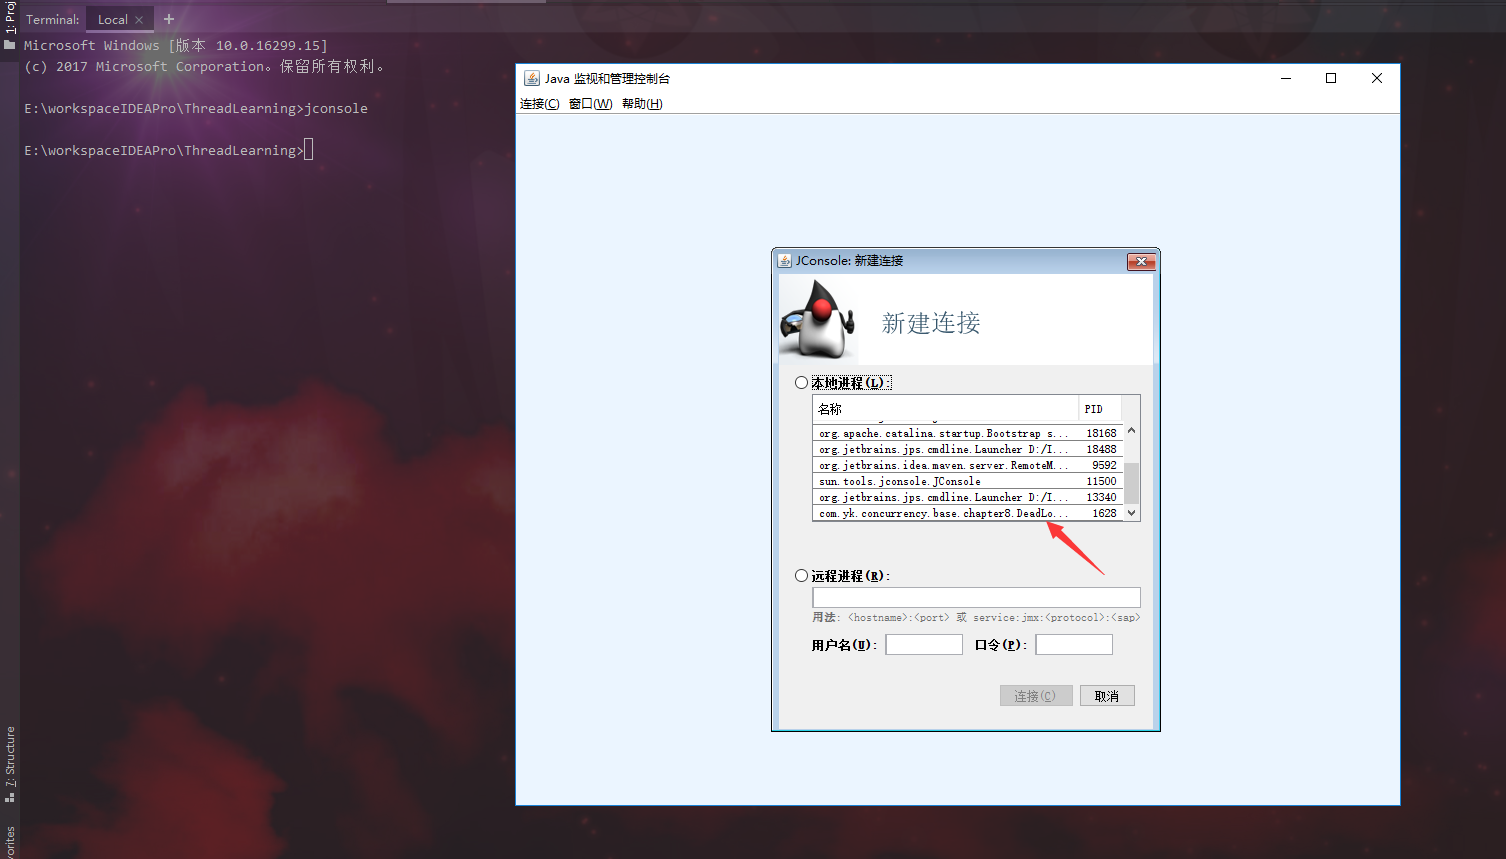 1: Proj
Terminal: Local × +
Microsoft Windows [版本 10.0.16299.15]
(c) 2017 Microsoft Corporation。保留所有权利。
E:\workspaceIDEAPro\ThreadLearning>jconsole
E:\workspaceIDEAPro\ThreadLearning>
Java 监视和管理控制台
连接(C) 窗口(W) 帮助(H)
JConsole: 新建连接
新建连接
本地进程(L):
名称 PID
org.apache.catalina.startup.Bootstrap s... 18168
org.jetbrains.jps.cmdline.Launcher D:/I... 18488
org.jetbrains.idea.maven.server.RemoteM... 9592
sun.tools.jconsole.JConsole 11500
org.jetbrains.jps.cmdline.Launcher D:/I... 13340
com.yk.concurrency.base.chapter8.DeadLo... 1628
远程进程(R):
用法: <hostname>:<port> 或 service:jmx:<protocol>:<sap>
用户名(U): 口令(P):
连接(C) 取消
7: Structure
vorites